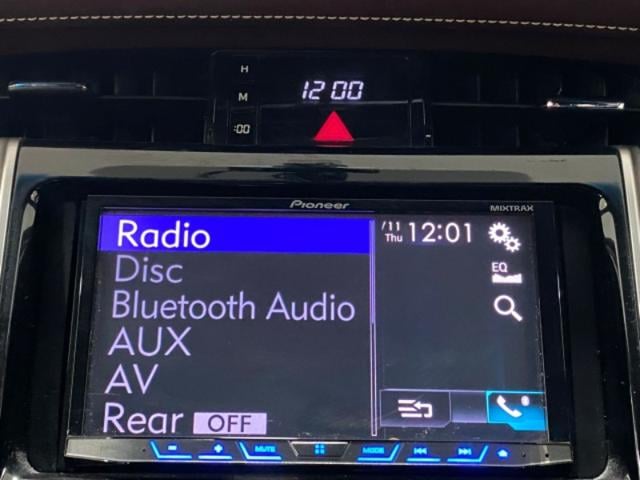 H
M
:00
12 00
Pioneer
MIXTRAX
Radio
Disc
Bluetooth Audio
AUX
AV
Rear OFF
/11
Thu 12:01
EQ
MUTE
MODE